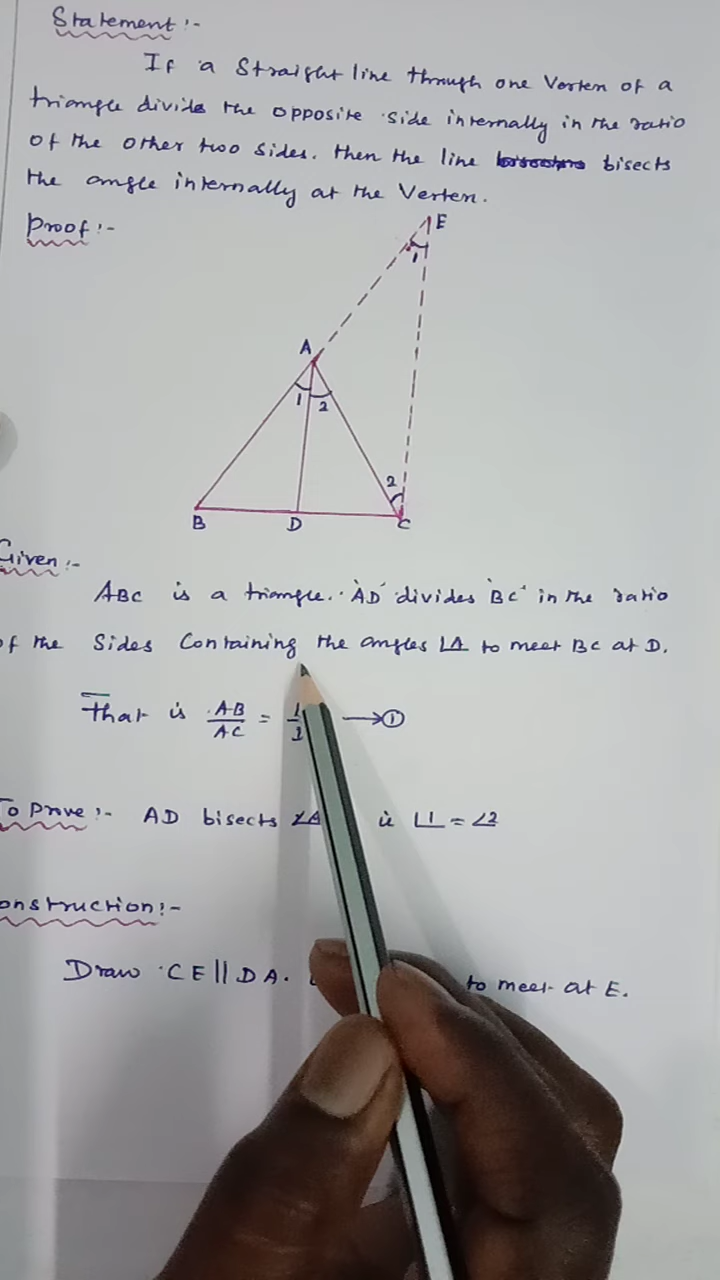 Statement :-
If a Straight line through one Vertex of a
triangle divide the opposite side internally in the ratio
of the other two sides. then the line bisects
the angle internally at the Vertex.
Proof :-
E
1
A
1 2
2
B D C
Given :-
ABC is a triangle. AD divides BC in the ratio
of the Sides Containing the angles ∠A to meet BC at D.
That is AB/AC = → ①
To Prove :- AD bisects ∠A ie ∠1 = ∠2
onstruction :-
Draw CE || DA. to meet at E.